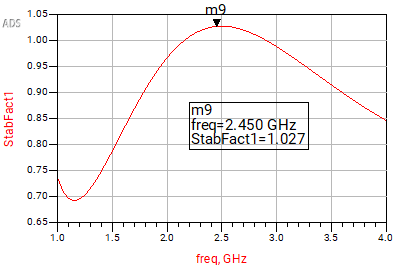 m9
ADS
1.05
1.00
0.95
0.90
0.85
0.80
0.75
0.70
0.65
StabFact1
m9
freq=2.450 GHz
StabFact1=1.027
1.0 1.5 2.0 2.5 3.0 3.5 4.0
freq, GHz